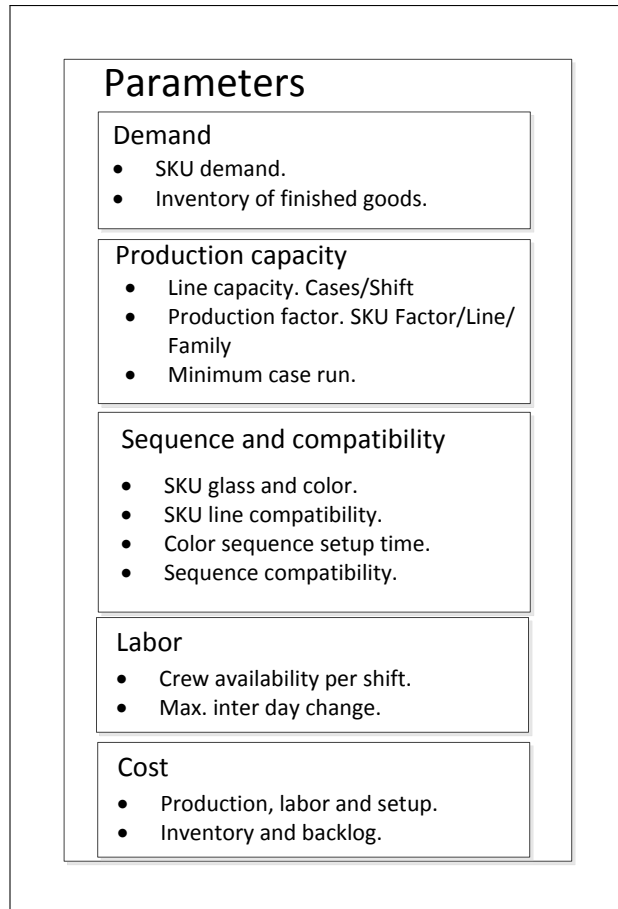 Parameters
Demand
• SKU demand.
• Inventory of finished goods.
Production capacity
• Line capacity. Cases/Shift
• Production factor. SKU Factor/Line/
Family
• Minimum case run.
Sequence and compatibility
• SKU glass and color.
• SKU line compatibility.
• Color sequence setup time.
• Sequence compatibility.
Labor
• Crew availability per shift.
• Max. inter day change.
Cost
• Production, labor and setup.
• Inventory and backlog.